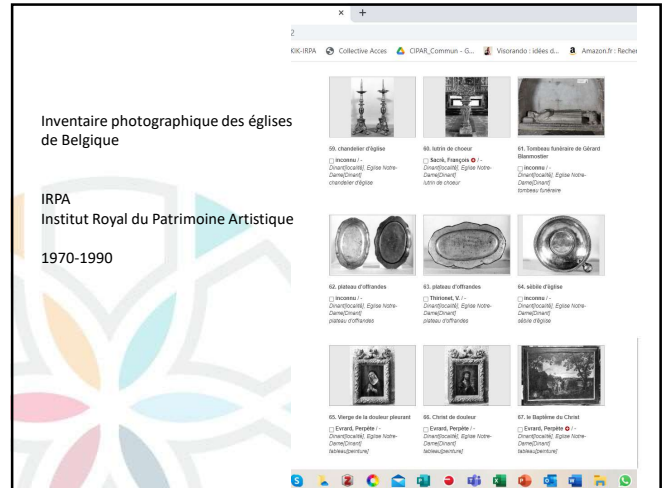 Inventaire photographique des églises
de Belgique
IRPA
Institut Royal du Patrimoine Artistique
1970-1990
× +
2
KIK-IRPA Collective Acces CIPAR_Commun - G... Visorando : idées d... Amazon.fr : Recher
59. chandelier d'église
inconnu / -
Dinant[localité], Eglise Notre-
Dame[Dinant]
chandelier d'église
60. lutrin de choeur
Sacré, François / -
Dinant[localité], Eglise Notre-
Dame[Dinant]
lutrin de choeur
61. Tombeau funéraire de Gérard
Blanmostier
inconnu / -
Dinant[localité], Eglise Notre-
Dame[Dinant]
tombeau funéraire
62. plateau d'offrandes
inconnu / -
Dinant[localité], Eglise Notre-
Dame[Dinant]
plateau d'offrandes
63. plateau d'offrandes
Thirionet, V. / -
Dinant[localité], Eglise Notre-
Dame[Dinant]
plateau d'offrandes
64. sébile d'église
inconnu / -
Dinant[localité], Eglise Notre-
Dame[Dinant]
sébile d'église
65. Vierge de la douleur pleurant
Evrard, Perpète / -
Dinant[localité], Eglise Notre-
Dame[Dinant]
tableau[peinture]
66. Christ de douleur
Evrard, Perpète / -
Dinant[localité], Eglise Notre-
Dame[Dinant]
tableau[peinture]
67. le Baptême du Christ
Evrard, Perpète / -
Dinant[localité], Eglise Notre-
Dame[Dinant]
tableau[peinture]